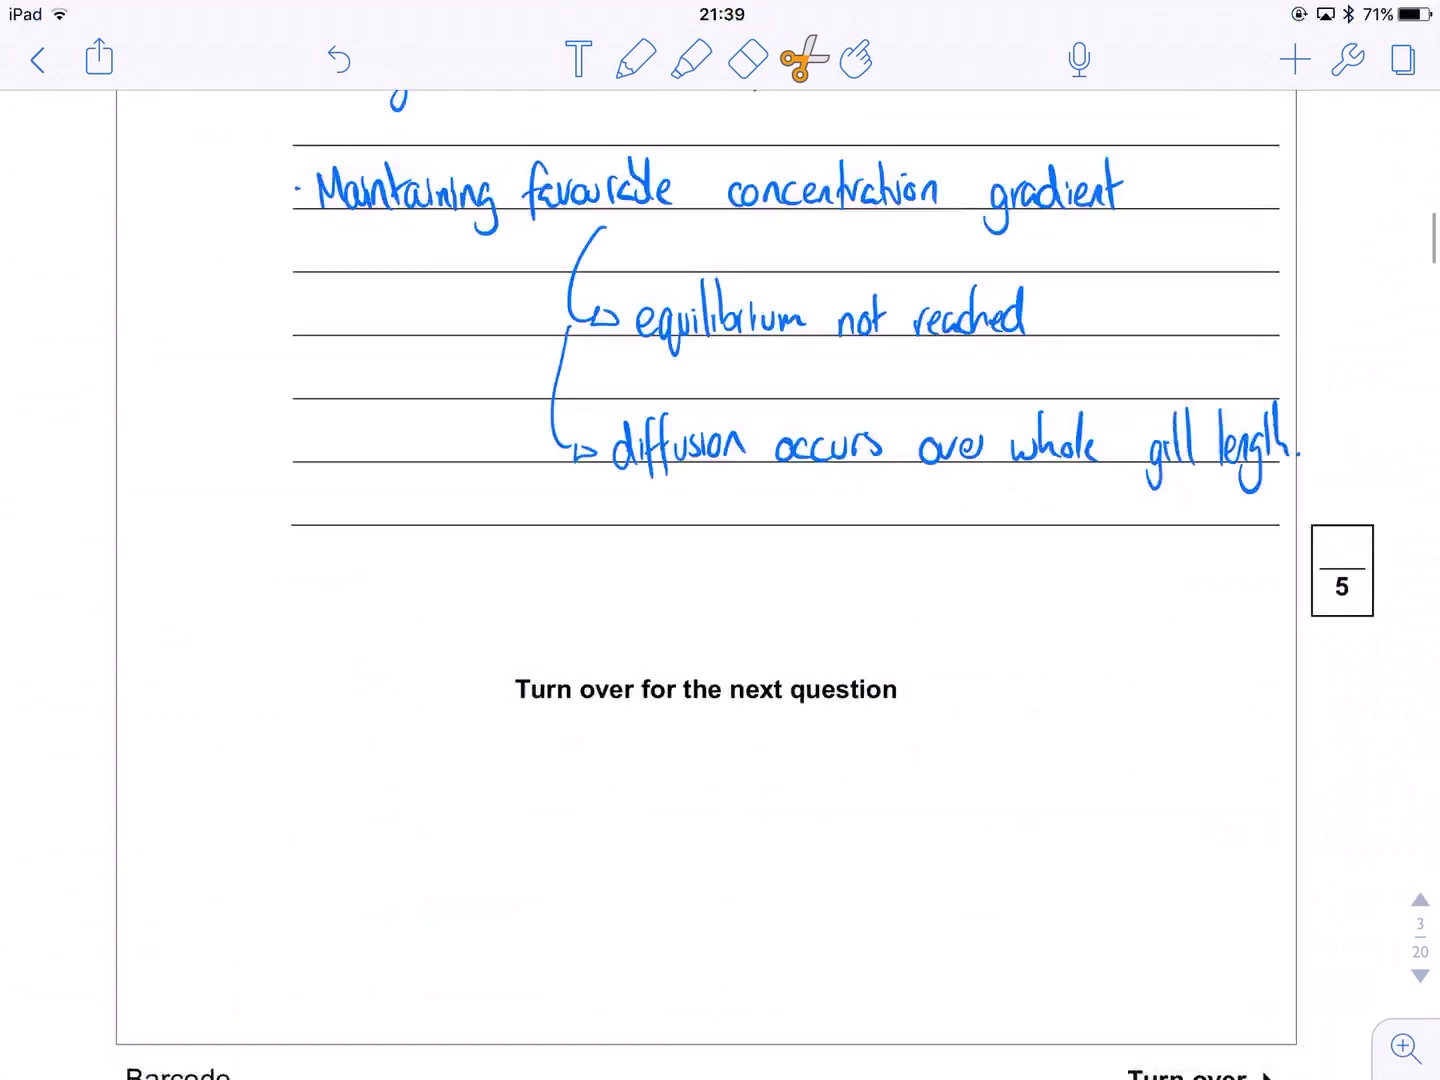 iPad 21:39 71%
· Maintaining favourable concentration gradient
equilibrium not reached
diffusion occurs over whole gill length.
5
Turn over for the next question
3
20
Barcode Turn over